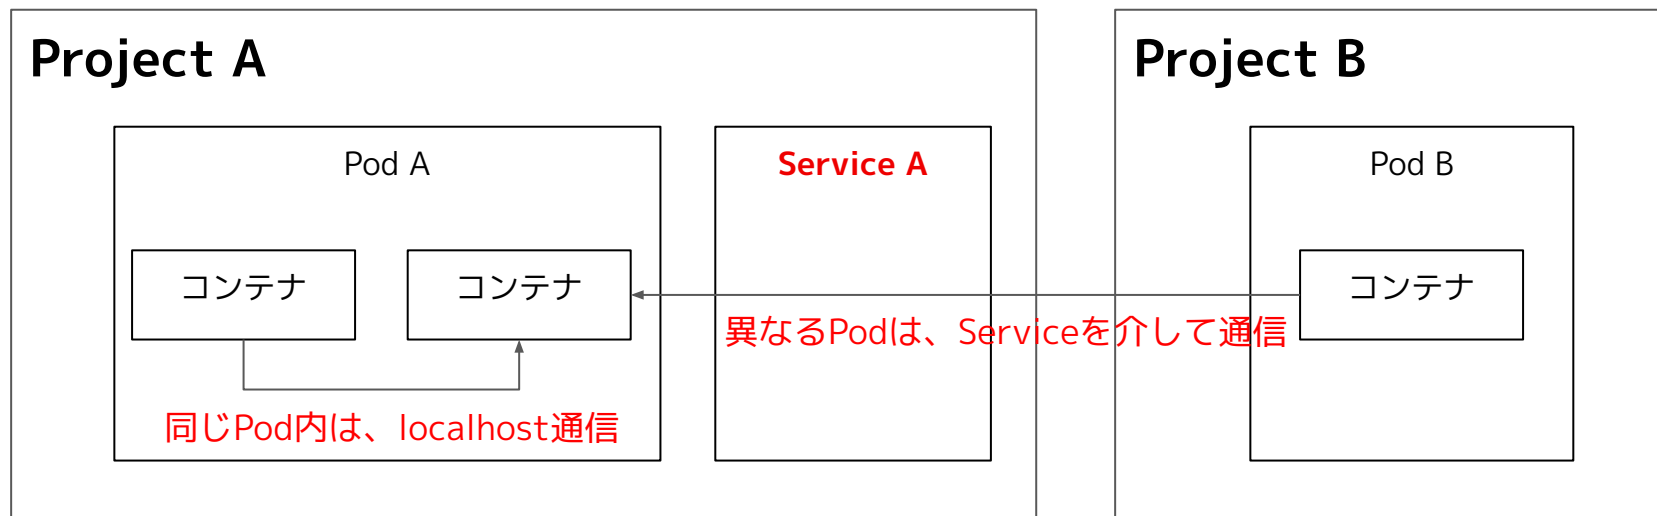 Project A
Project B
Pod A
Service A
Pod B
コンテナ
コンテナ
コンテナ
異なるPodは、Serviceを介して通信
同じPod内は、localhost通信